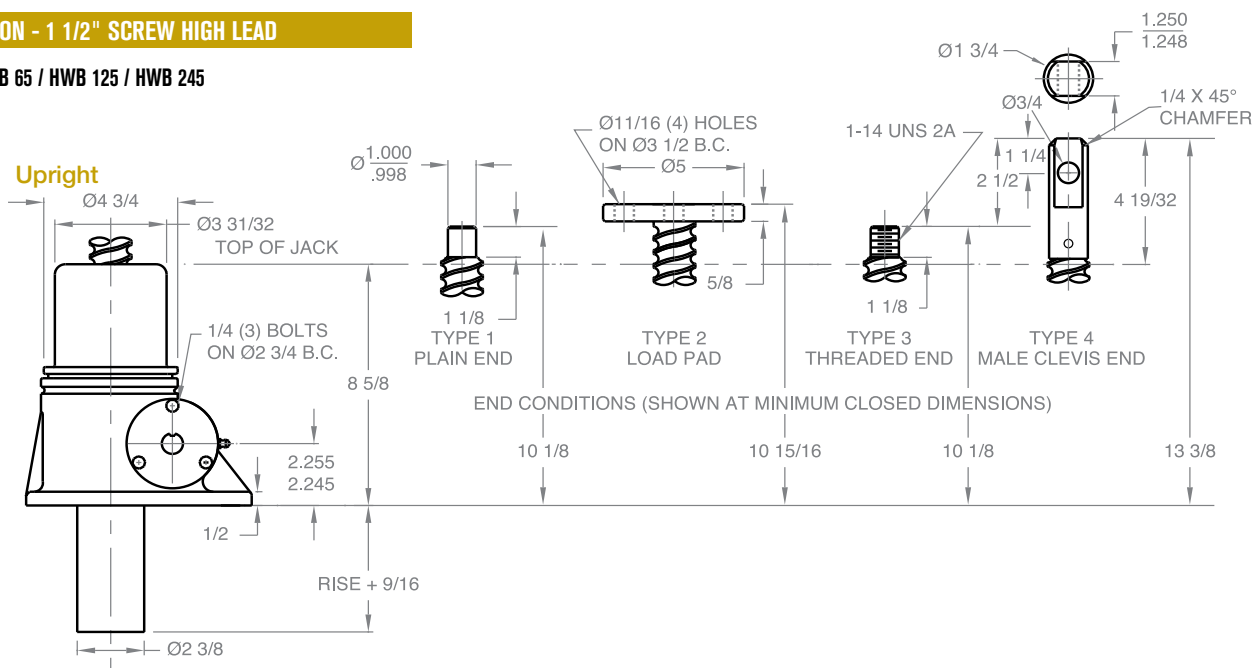 ON - 1 1/2" SCREW HIGH LEAD
B 65 / HWB 125 / HWB 245
Upright
Ø4 3/4
Ø3 31/32
TOP OF JACK
1/4 (3) BOLTS
ON Ø2 3/4 B.C.
8 5/8
2.255
2.245
1/2
RISE + 9/16
Ø2 3/8
Ø 1.000
.998
1 1/8
TYPE 1
PLAIN END
10 1/8
Ø11/16 (4) HOLES
ON Ø3 1/2 B.C.
Ø5
5/8
TYPE 2
LOAD PAD
10 15/16
1-14 UNS 2A
1 1/8
TYPE 3
THREADED END
10 1/8
Ø1 3/4
1.250
1.248
Ø3/4
1/4 X 45°
CHAMFER
1 1/4
2 1/2
4 19/32
TYPE 4
MALE CLEVIS END
13 3/8
END CONDITIONS (SHOWN AT MINIMUM CLOSED DIMENSIONS)